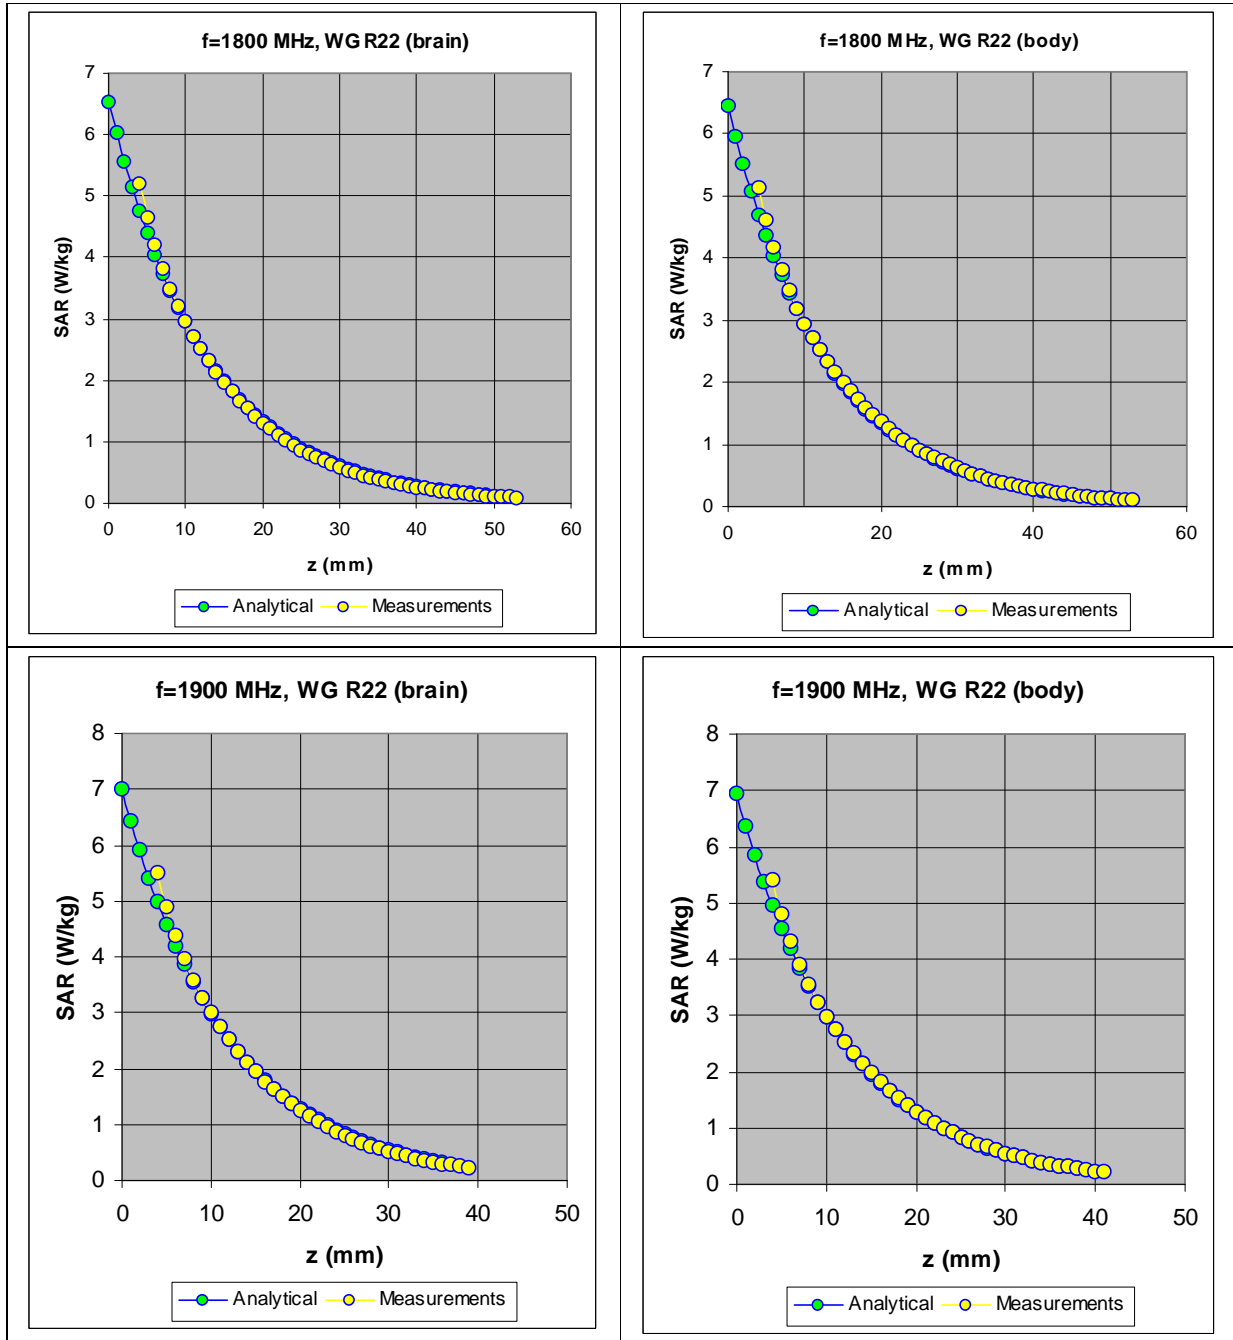 f=1800 MHz, WG R22 (brain)
7
6
5
4
3
2
1
0
SAR (W/kg)
0 10 20 30 40 50 60
z (mm)
Analytical Measurements
f=1800 MHz, WG R22 (body)
7
6
5
4
3
2
1
0
SAR (W/kg)
0 20 40 60
z (mm)
Analytical Measurements
f=1900 MHz, WG R22 (brain)
8
7
6
5
4
3
2
1
0
SAR (W/kg)
0 10 20 30 40 50
z (mm)
Analytical Measurements
f=1900 MHz, WG R22 (body)
8
7
6
5
4
3
2
1
0
SAR (W/kg)
0 10 20 30 40 50
z (mm)
Analytical Measurements